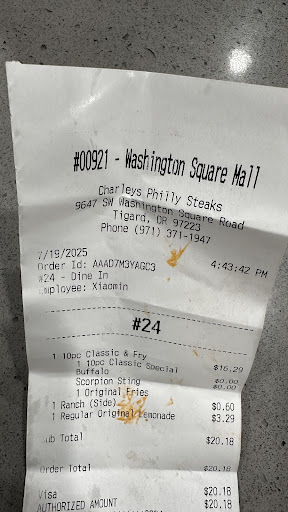 #00921 - Washington Square Mall
Charleys Philly Steaks
9647 SW Washington Square Road
Tigard, OR 97223
Phone (971) 371-1947
7/19/2025 4:43:42 PM
Order Id: AAAD7M3YAGC3
#24 - Dine In
Employee: Xiaomin
#24
1 10pc Classic & Fry $16.29
1 10pc Classic Special
Buffalo $0.00
Scorpion Sting $0.00
1 Original Fries
1 Ranch (Side) $0.60
1 Regular Original Lemonade $3.29
ub Total $20.18
Order Total $20.18
Visa $20.18
AUTHORIZED AMOUNT $20.18